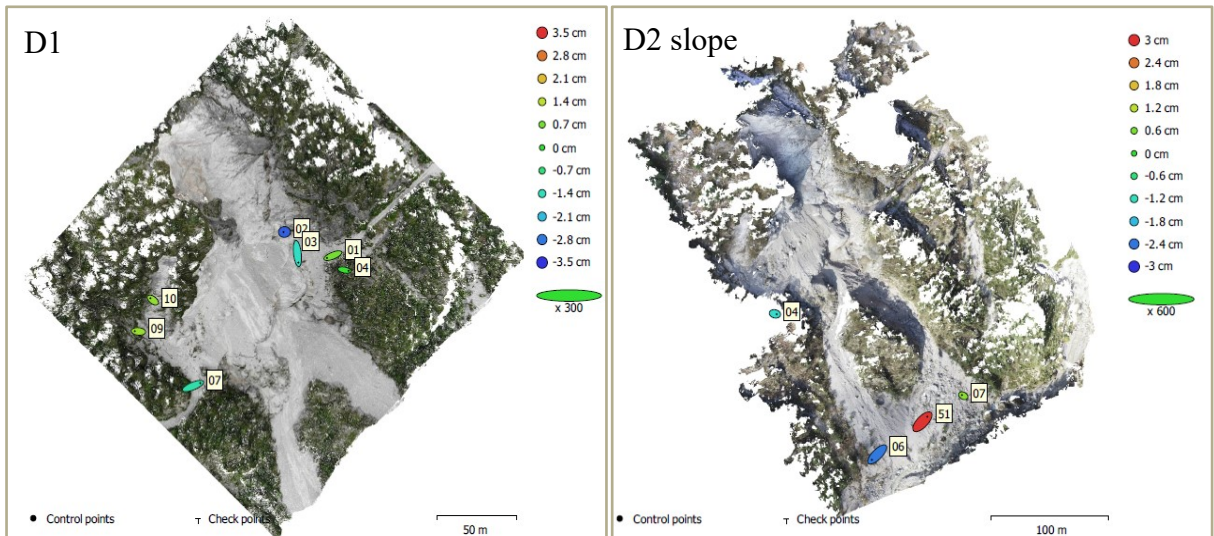 D1
3.5 cm
2.8 cm
2.1 cm
1.4 cm
0.7 cm
0 cm
-0.7 cm
-1.4 cm
-2.1 cm
-2.8 cm
-3.5 cm
x 300
02
03
01
04
10
09
07
Control points
Check points
50 m
D2 slope
3 cm
2.4 cm
1.8 cm
1.2 cm
0.6 cm
0 cm
-0.6 cm
-1.2 cm
-1.8 cm
-2.4 cm
-3 cm
x 600
04
07
51
06
Control points
Check points
100 m